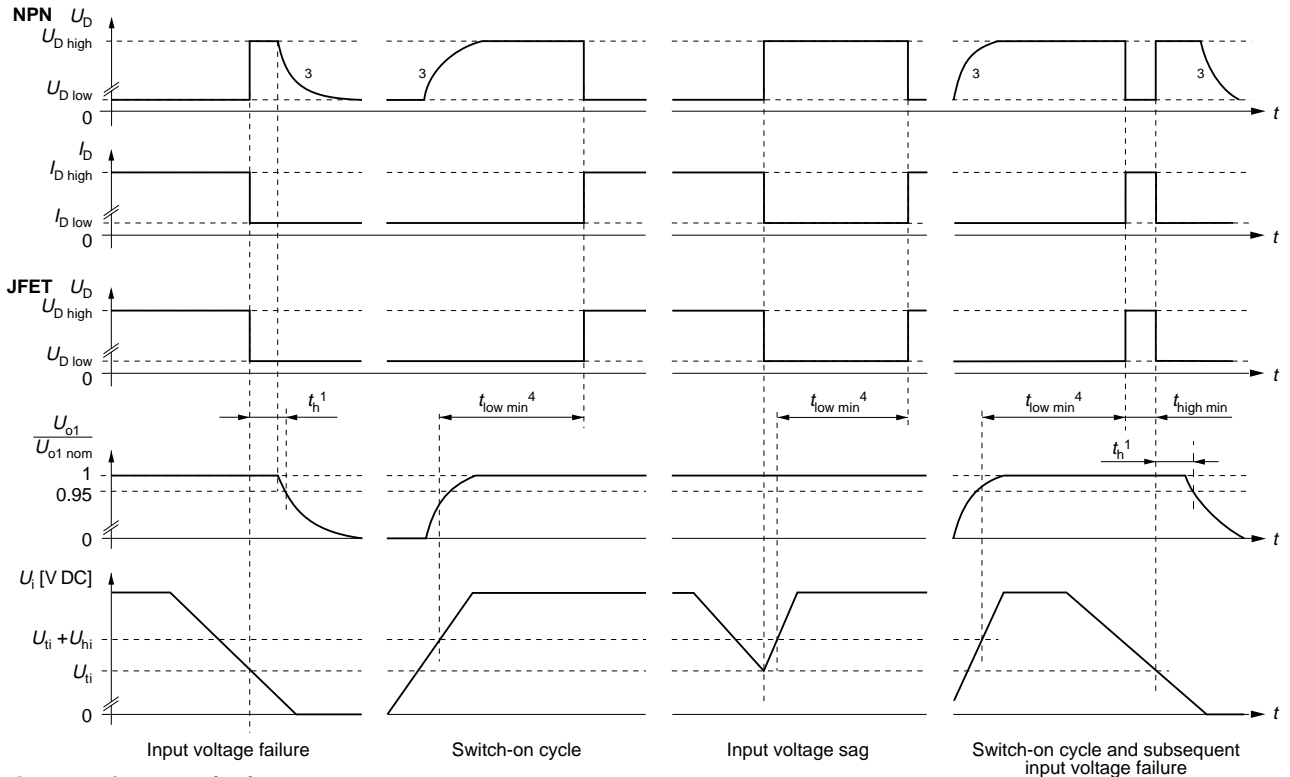 NPN U_D
U_D high
3
3
3
3
U_D low
0
t
I_D
I_D high
I_D low
0
t
JFET U_D
U_D high
U_D low
0
t
t_h^1
t_low min^4
t_low min^4
t_low min^4
t_high min
U_o1
U_o1 nom
t_h^1
1
0.95
0
t
U_i [V DC]
U_ti + U_hi
U_ti
0
t
Input voltage failure
Switch-on cycle
Input voltage sag
Switch-on cycle and subsequent
input voltage failure